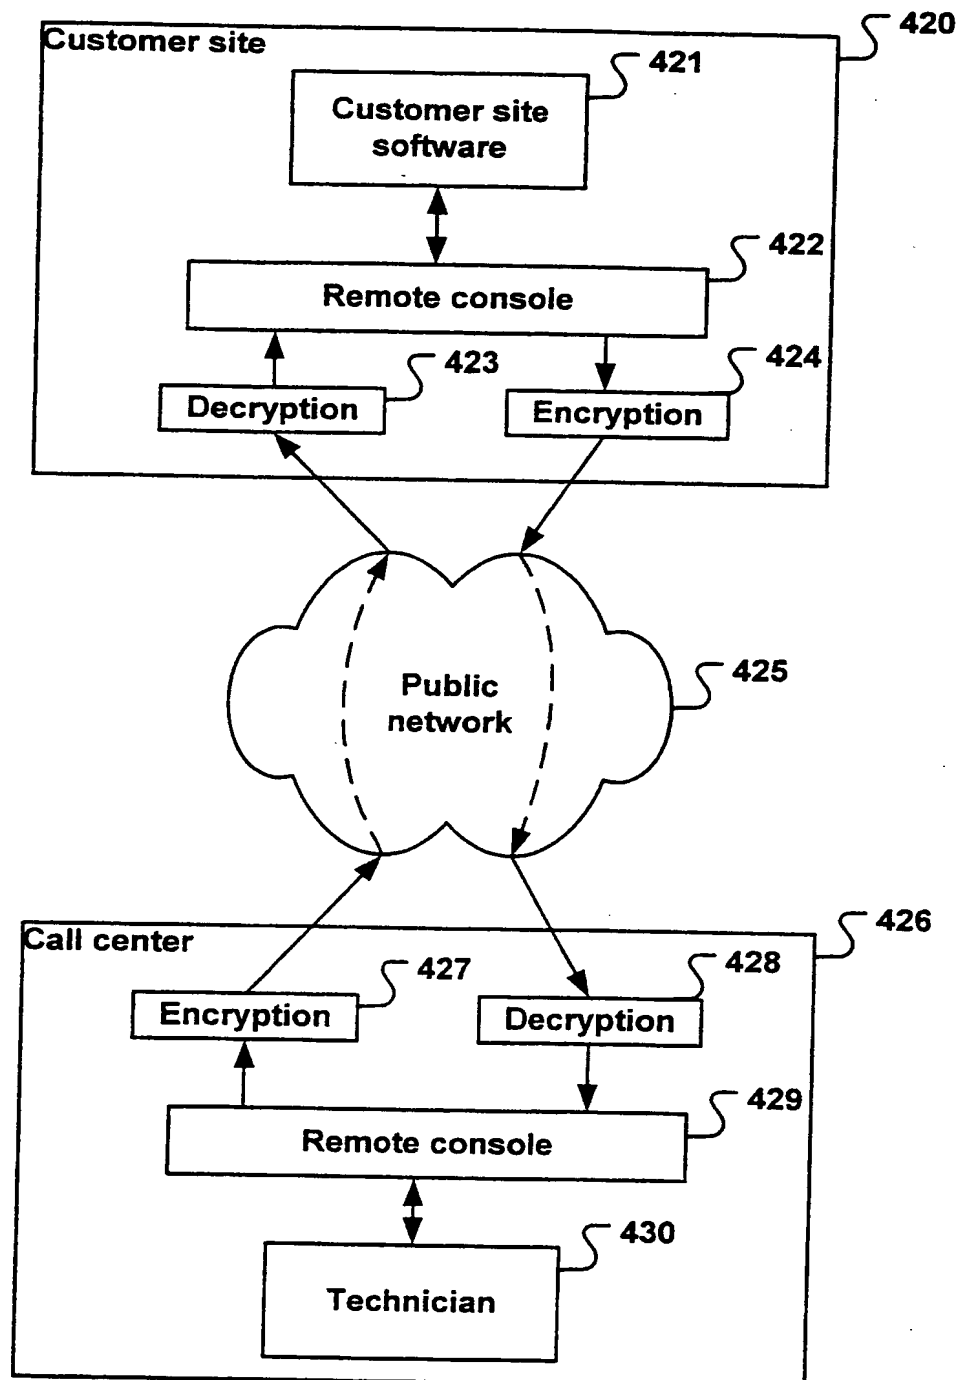 420
Customer site
421
Customer site
software
422
Remote console
423
424
Decryption
Encryption
Public
network
425
426
Call center
427
428
Encryption
Decryption
429
Remote console
430
Technician